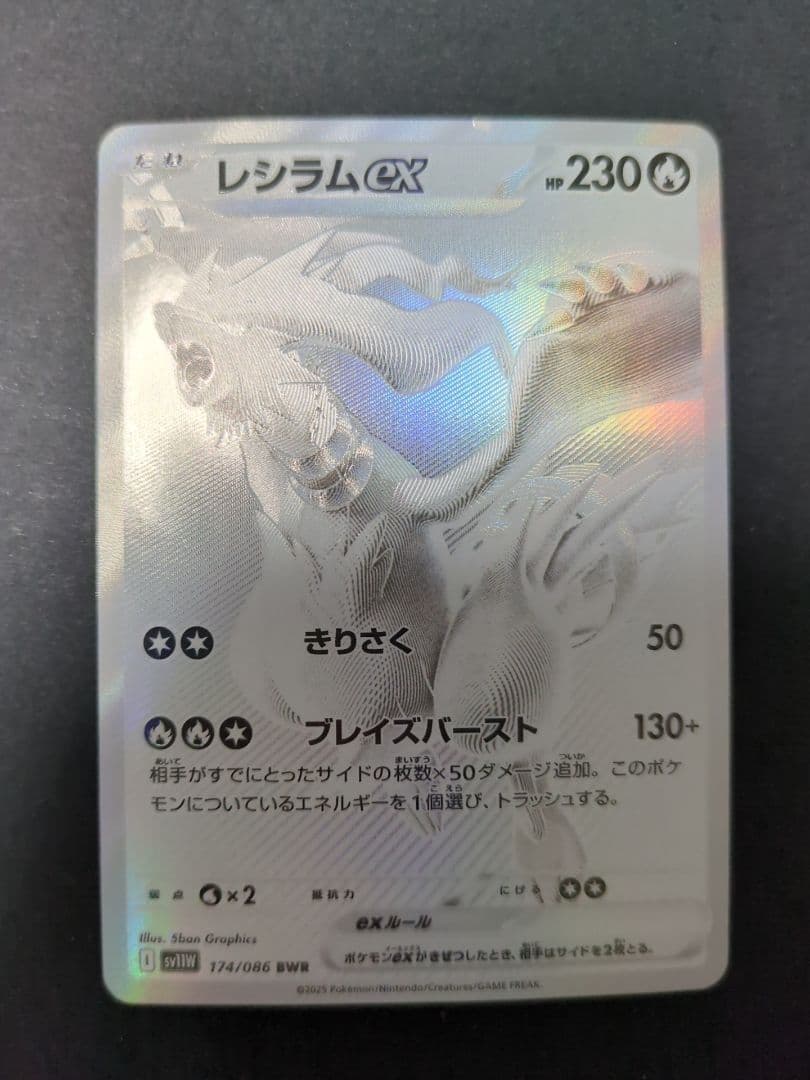 たね
レシラムex HP230
きりさく 50
ブレイズバースト 130+
相手がすでにとったサイドの枚数×50ダメージ追加。このポケ
モンについているエネルギーを1個選び、トラッシュする。
弱点 ×2 抵抗力 にげる
exルール
Illus. 5ban Graphics
ポケモンexがきぜつしたとき、相手はサイドを2枚とる。
I sv11W 174/086 BWR
©2025 Pokémon/Nintendo/Creatures/GAME FREAK.